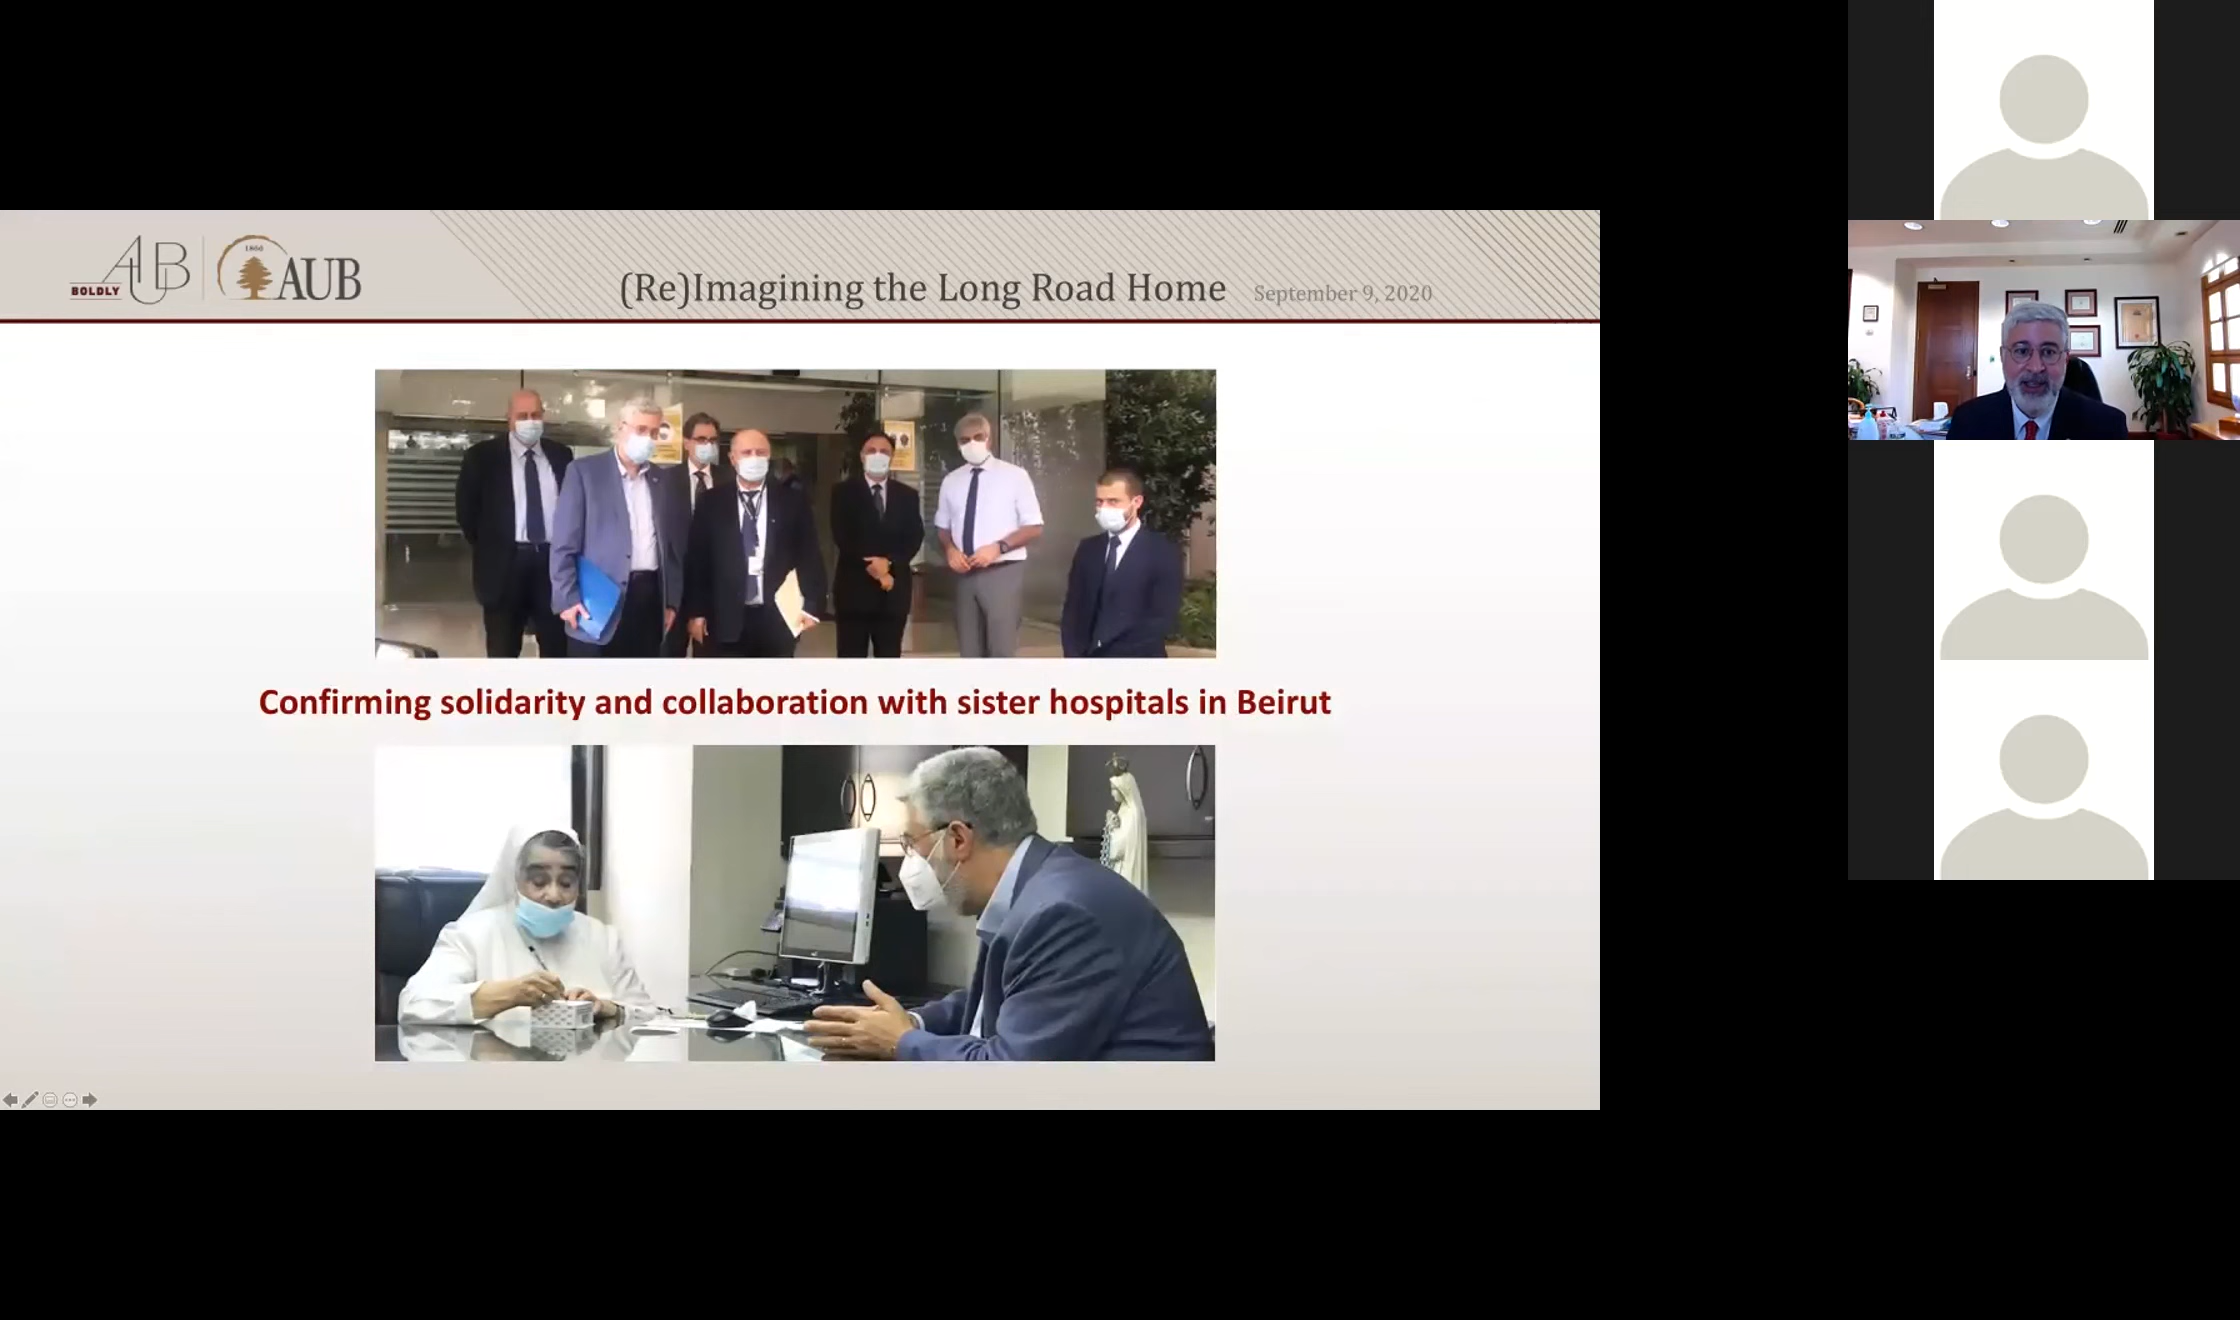 AUB
BOLDLY
1866
AUB
(Re)Imagining the Long Road Home
September 9, 2020
Confirming solidarity and collaboration with sister hospitals in Beirut